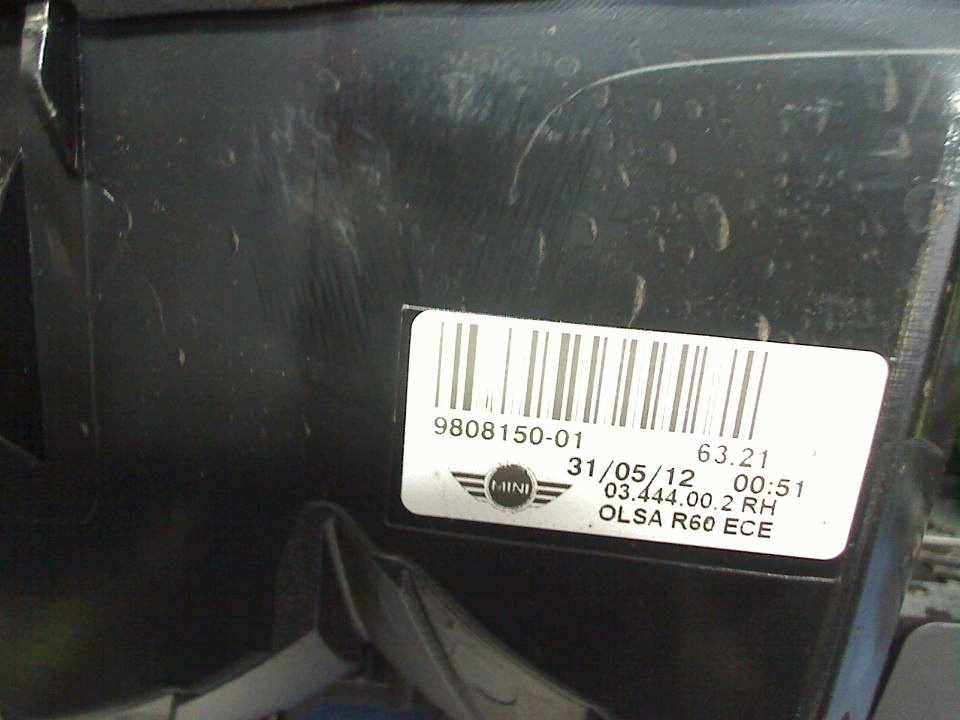 9808150-01
63.21
31/05/12 00:51
MINI
03.444.00.2 RH
OLSA R60 ECE